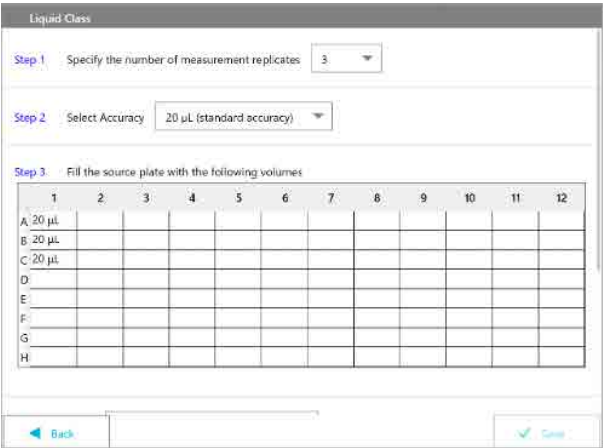 Liquid Class
Step 1 Specify the number of measurement replicates 3
Step 2 Select Accuracy 20 µL (standard accuracy)
Step 3 Fill the source plate with the following volumes
1 2 3 4 5 6 7 8 9 10 11 12
A 20 µL
B 20 µL
C 20 µL
D
E
F
G
H
Back Save